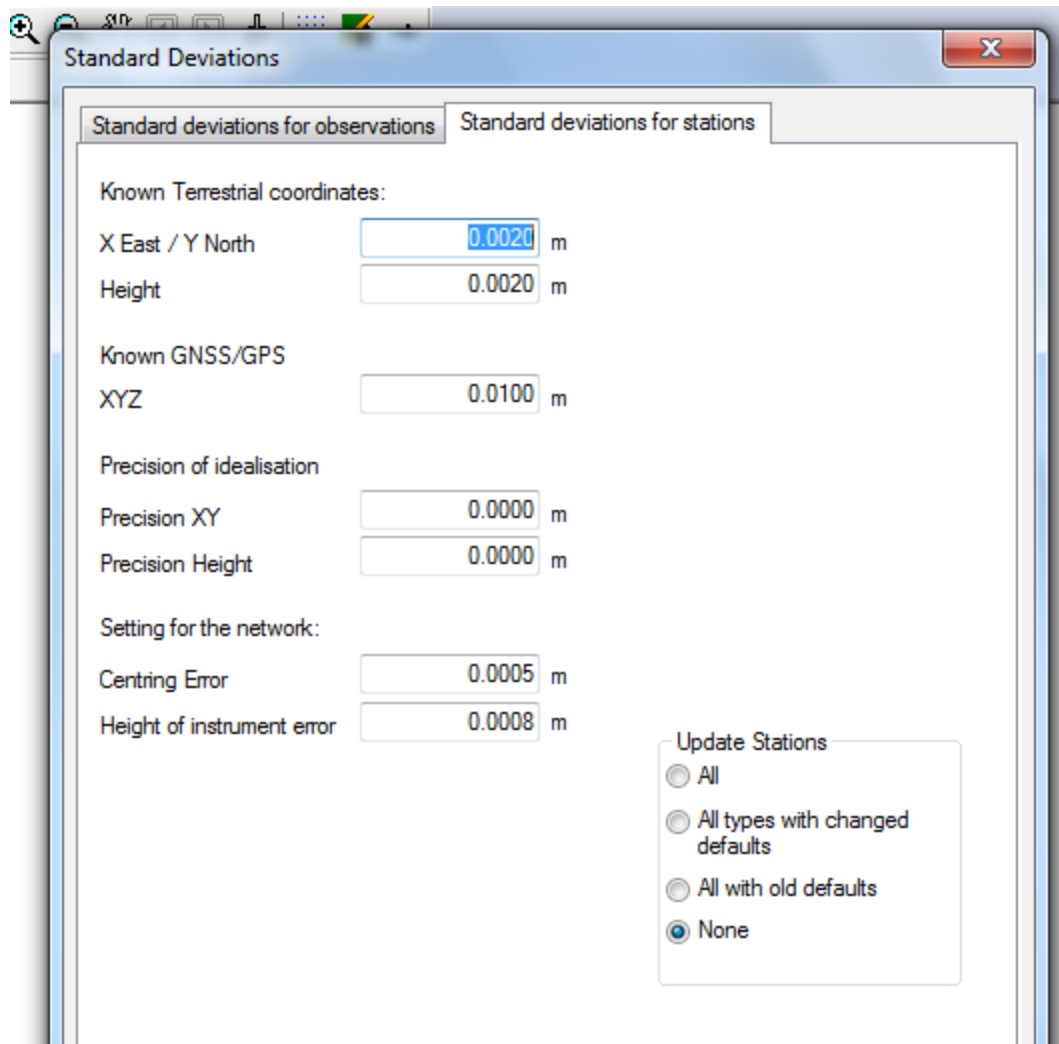 Standard Deviations
Standard deviations for observations
Standard deviations for stations
Known Terrestrial coordinates:
X East / Y North 0.0020 m
Height 0.0020 m
Known GNSS/GPS
XYZ 0.0100 m
Precision of idealisation
Precision XY 0.0000 m
Precision Height 0.0000 m
Setting for the network:
Centring Error 0.0005 m
Height of instrument error 0.0008 m
Update Stations
All
All types with changed
defaults
All with old defaults
None